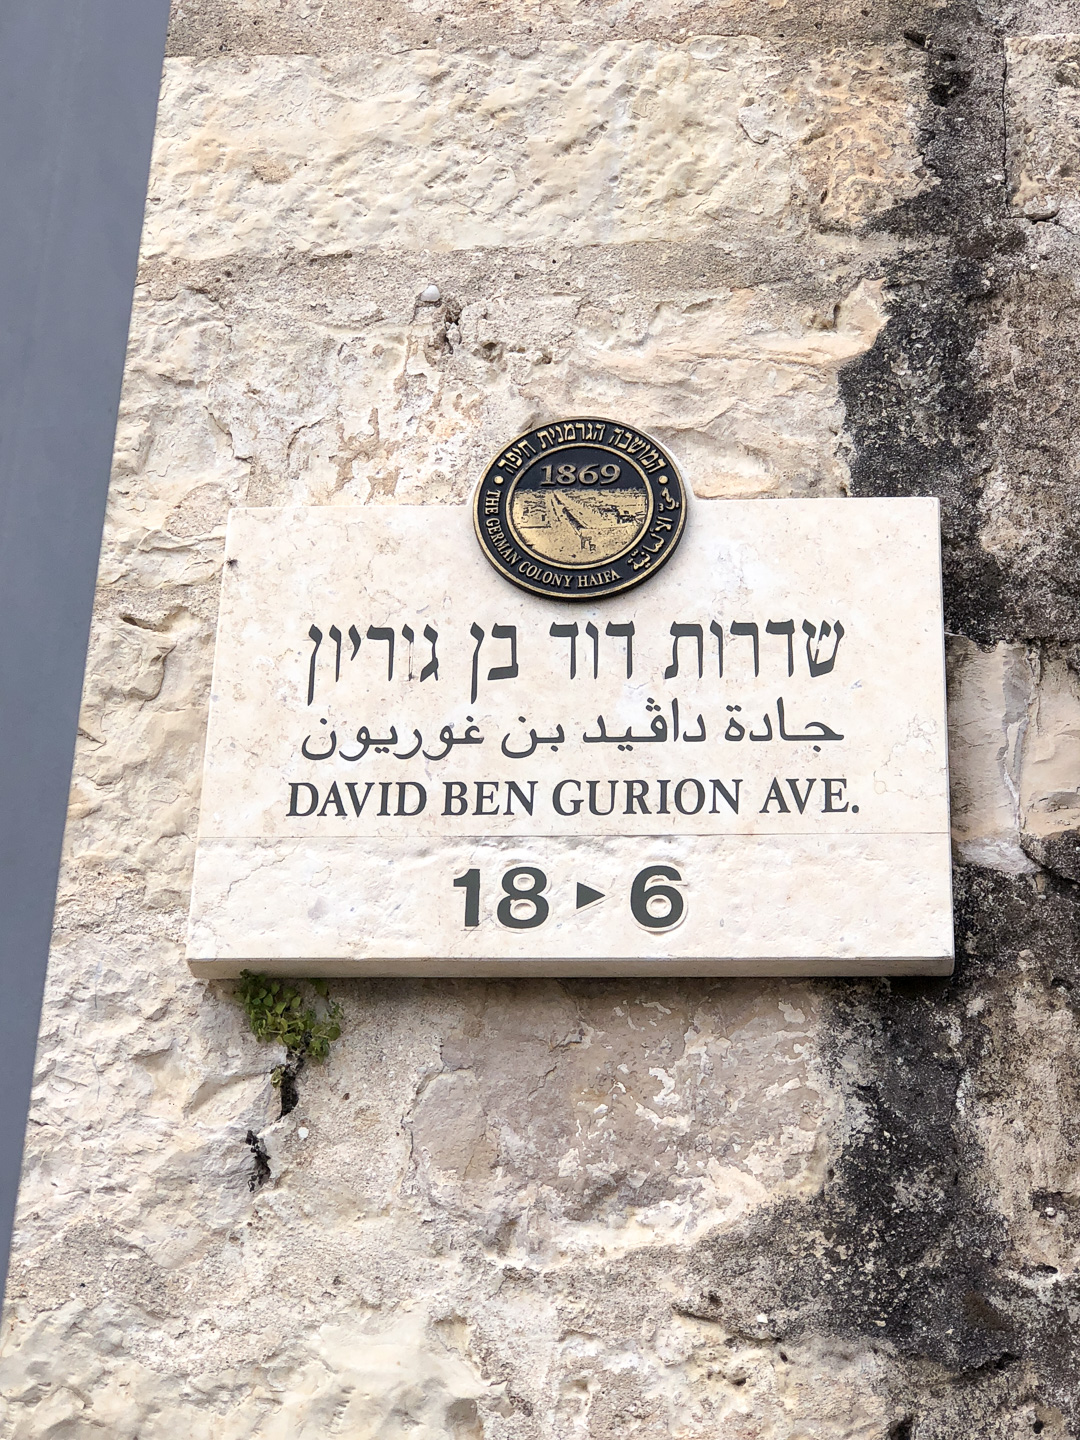 המושבה הגרמנית חיפה
1869
THE GERMAN COLONY HAIFA
שדרות דוד בן גוריון
جادة داڤيد بن غوريون
DAVID BEN GURION AVE.
18 ▶ 6